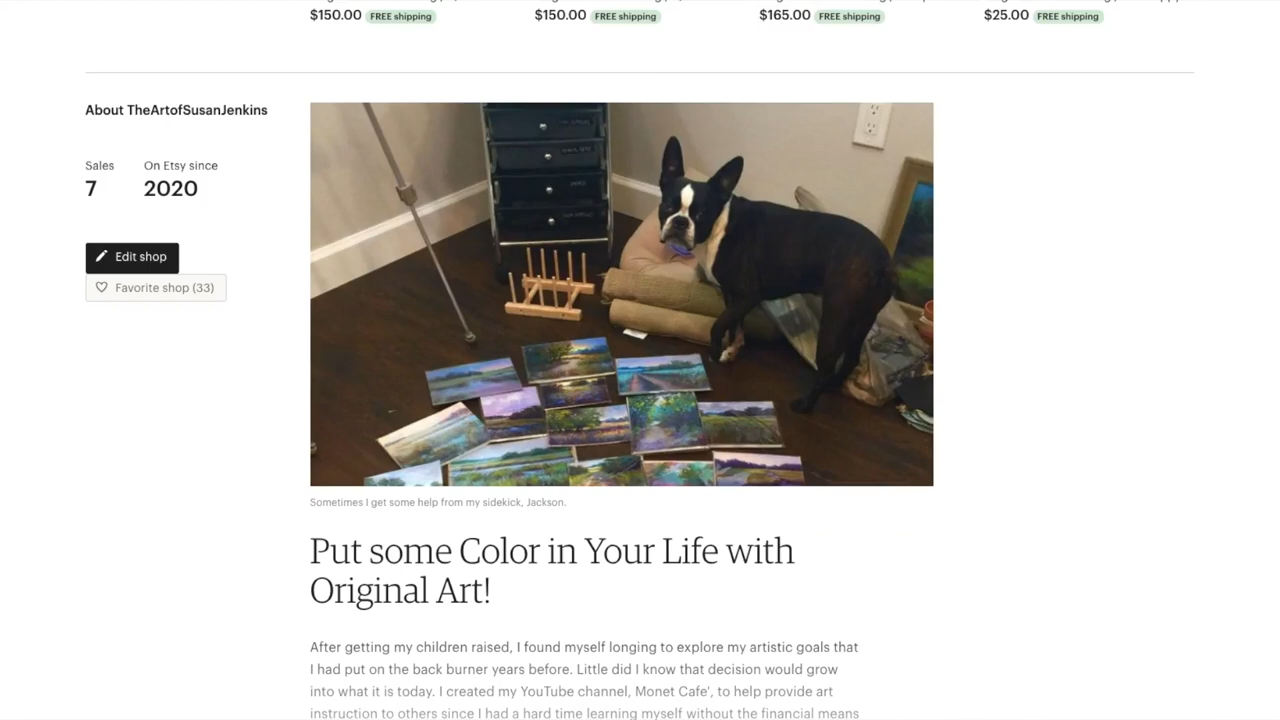 $150.00 FREE shipping $150.00 FREE shipping $165.00 FREE shipping $25.00 FREE shipping
About TheArtofSusanJenkins
Sales On Etsy since
7 2020
Edit shop
Favorite shop (33)
Sometimes I get some help from my sidekick, Jackson.
Put some Color in Your Life with
Original Art!
After getting my children raised, I found myself longing to explore my artistic goals that
I had put on the back burner years before. Little did I know that decision would grow
into what it is today. I created my YouTube channel, Monet Cafe', to help provide art
instruction to others since I had a hard time learning myself without the financial means